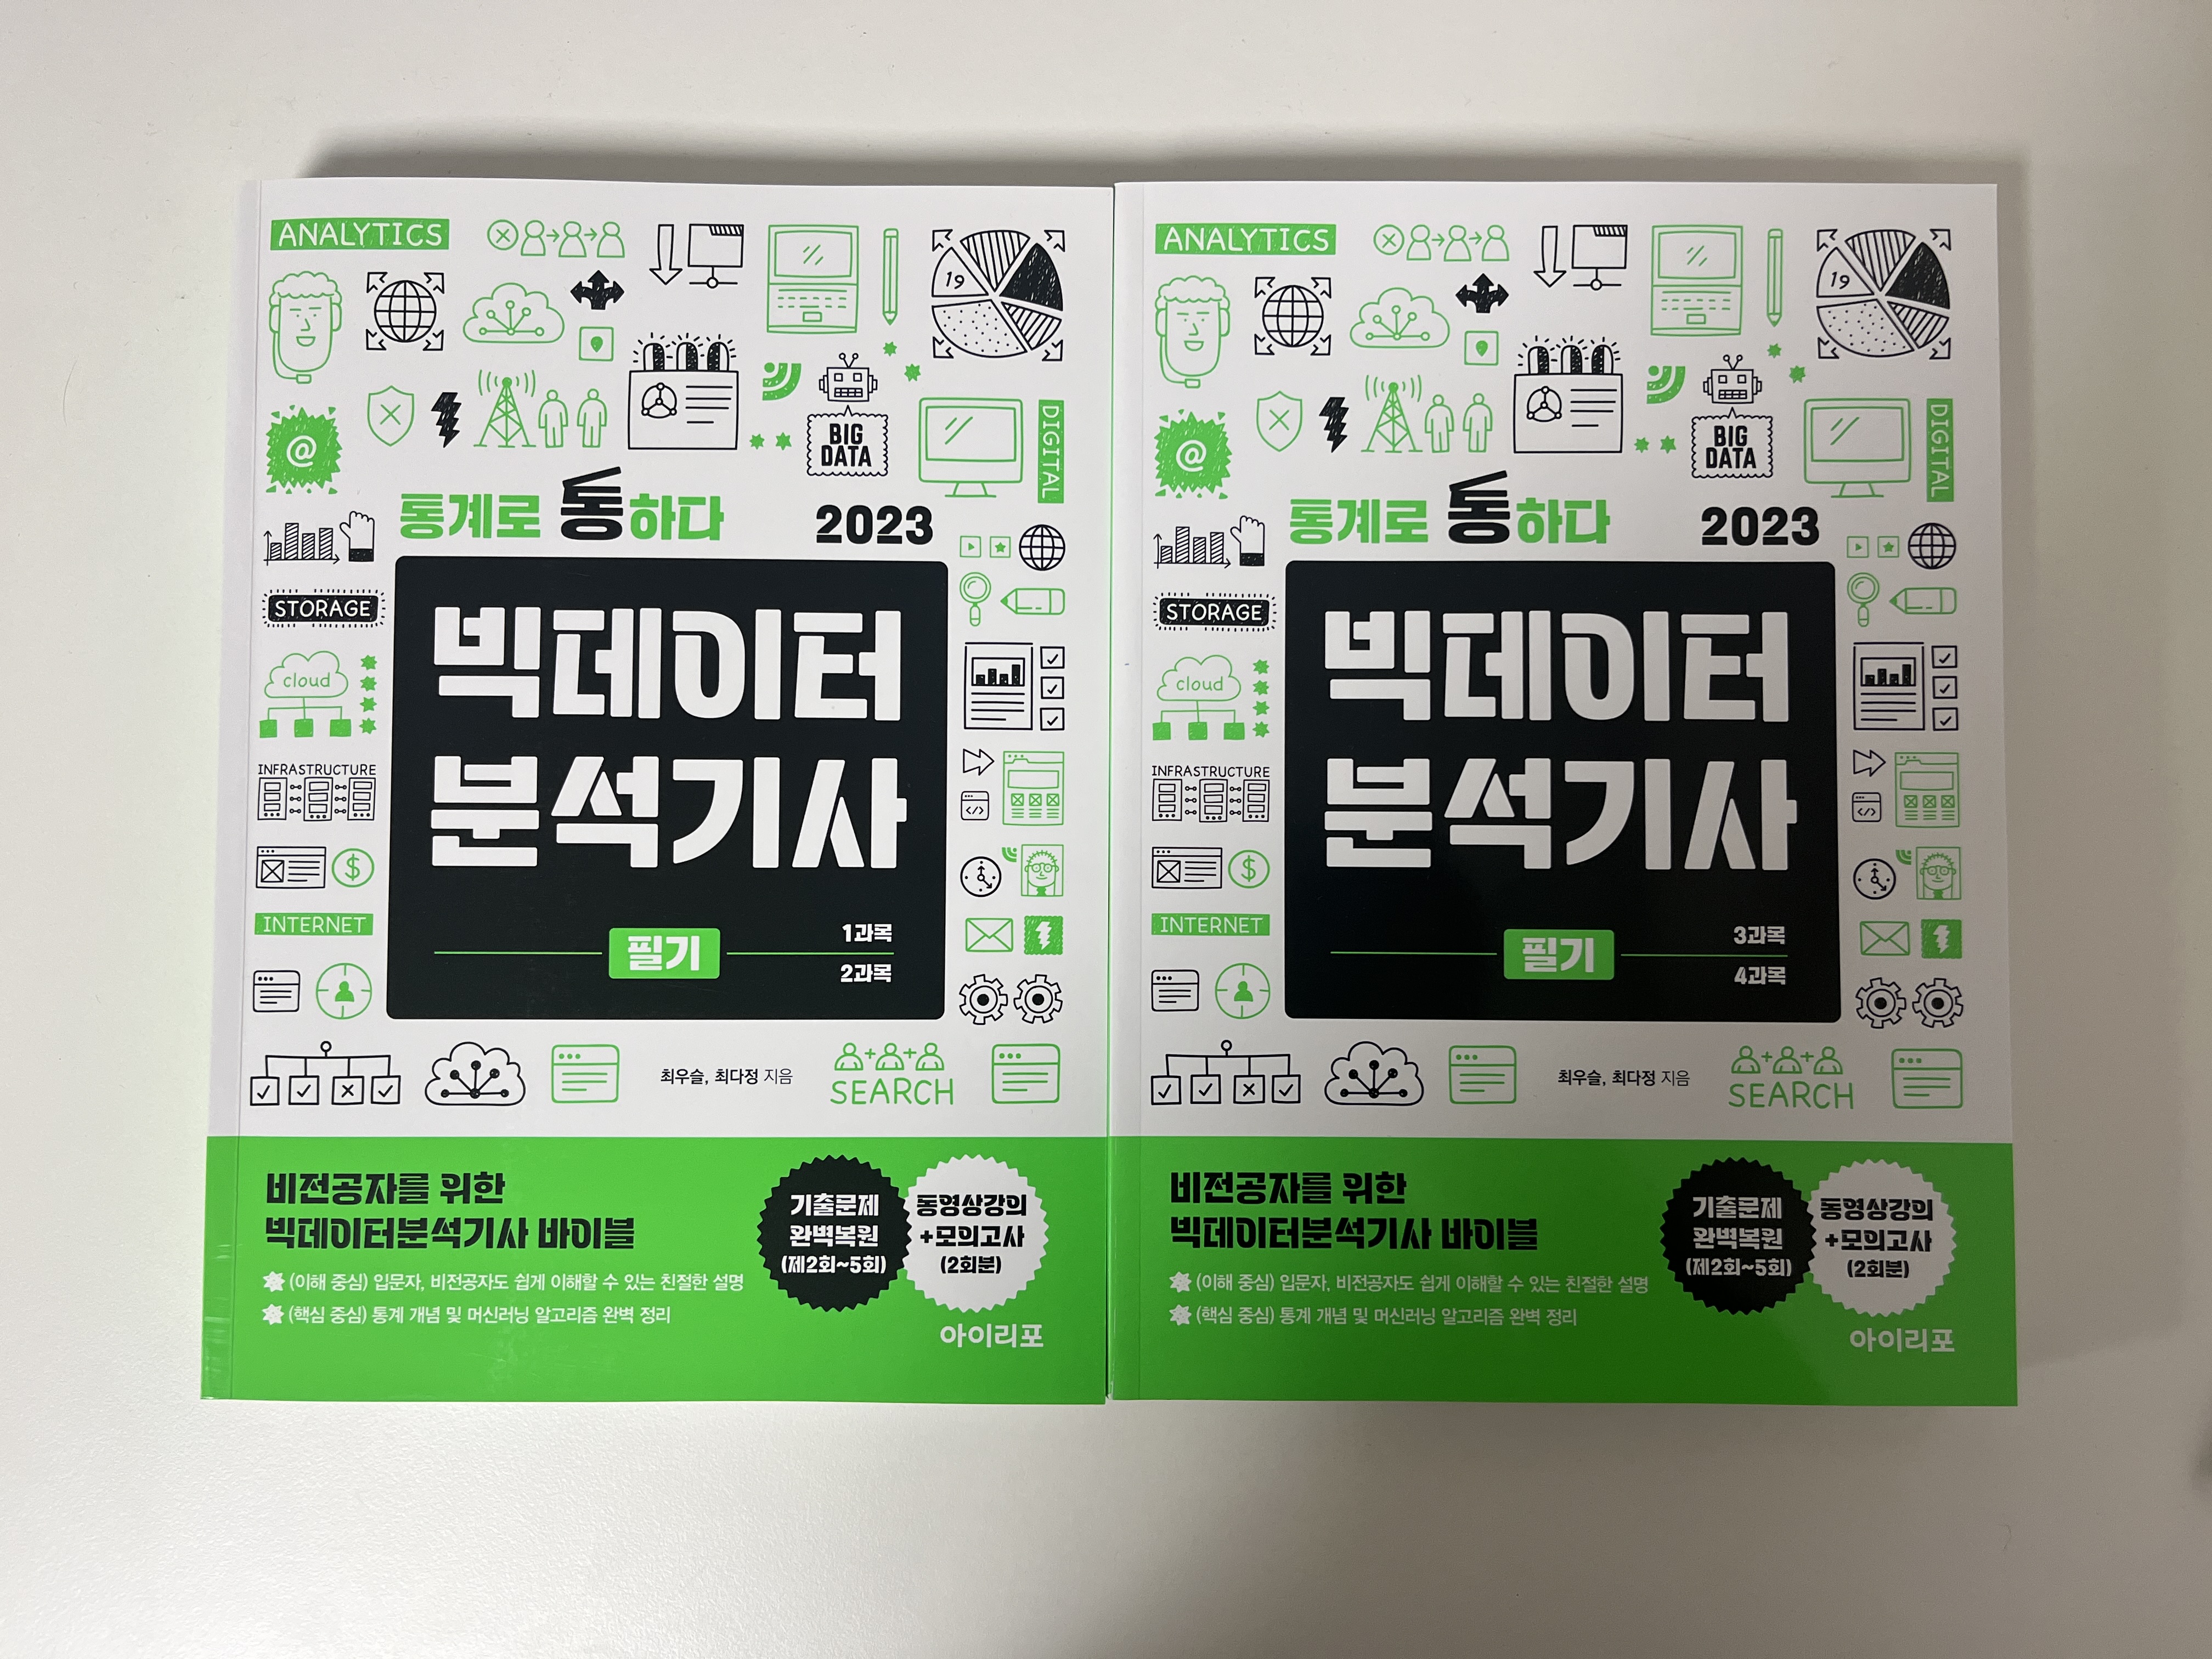 ANALYTICS
19
@
BIG
DATA
DIGITAL
통계로 통하다
2023
STORAGE
빅데이터
분석기사
cloud
INFRASTRUCTURE
</>
$
INTERNET
필기
1과목
2과목
최우슬, 최다정 지음
SEARCH
비전공자를 위한
빅데이터분석기사 바이블
(이해 중심) 입문자, 비전공자도 쉽게 이해할 수 있는 친절한 설명
(핵심 중심) 통계 개념 및 머신러닝 알고리즘 완벽 정리
기출문제
완벽복원
(제2회~5회)
동영상강의
+모의고사
(2회분)
아이리포
ANALYTICS
19
@
BIG
DATA
DIGITAL
통계로 통하다
2023
STORAGE
빅데이터
분석기사
cloud
INFRASTRUCTURE
</>
$
INTERNET
필기
3과목
4과목
최우슬, 최다정 지음
SEARCH
비전공자를 위한
빅데이터분석기사 바이블
(이해 중심) 입문자, 비전공자도 쉽게 이해할 수 있는 친절한 설명
(핵심 중심) 통계 개념 및 머신러닝 알고리즘 완벽 정리
기출문제
완벽복원
(제2회~5회)
동영상강의
+모의고사
(2회분)
아이리포